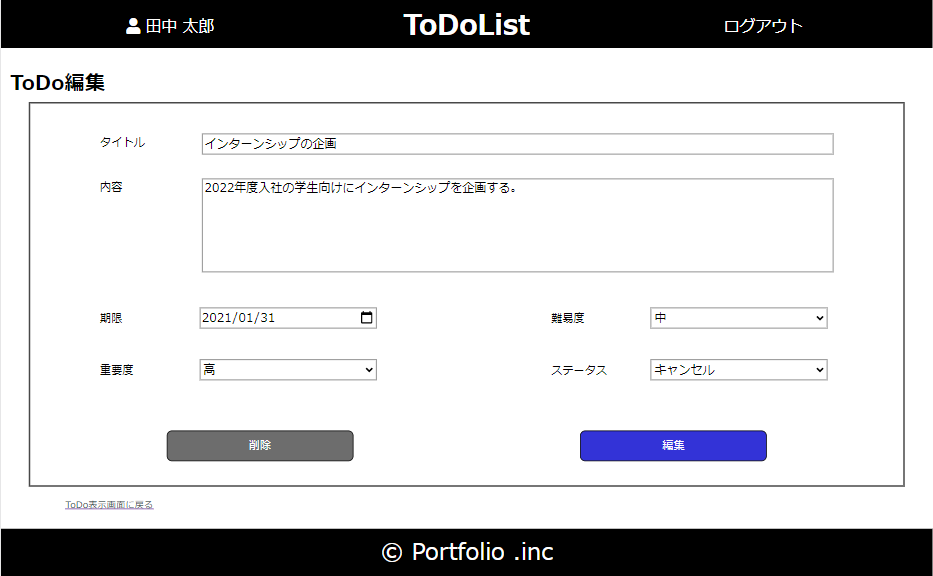 田中 太郎 ToDoList ログアウト
ToDo編集
タイトル インターンシップの企画
内容 2022年度入社の学生向けにインターンシップを企画する。
期限 2021/01/31 難易度 中
重要度 高 ステータス キャンセル
削除 編集
ToDo表示画面に戻る
© Portfolio .inc